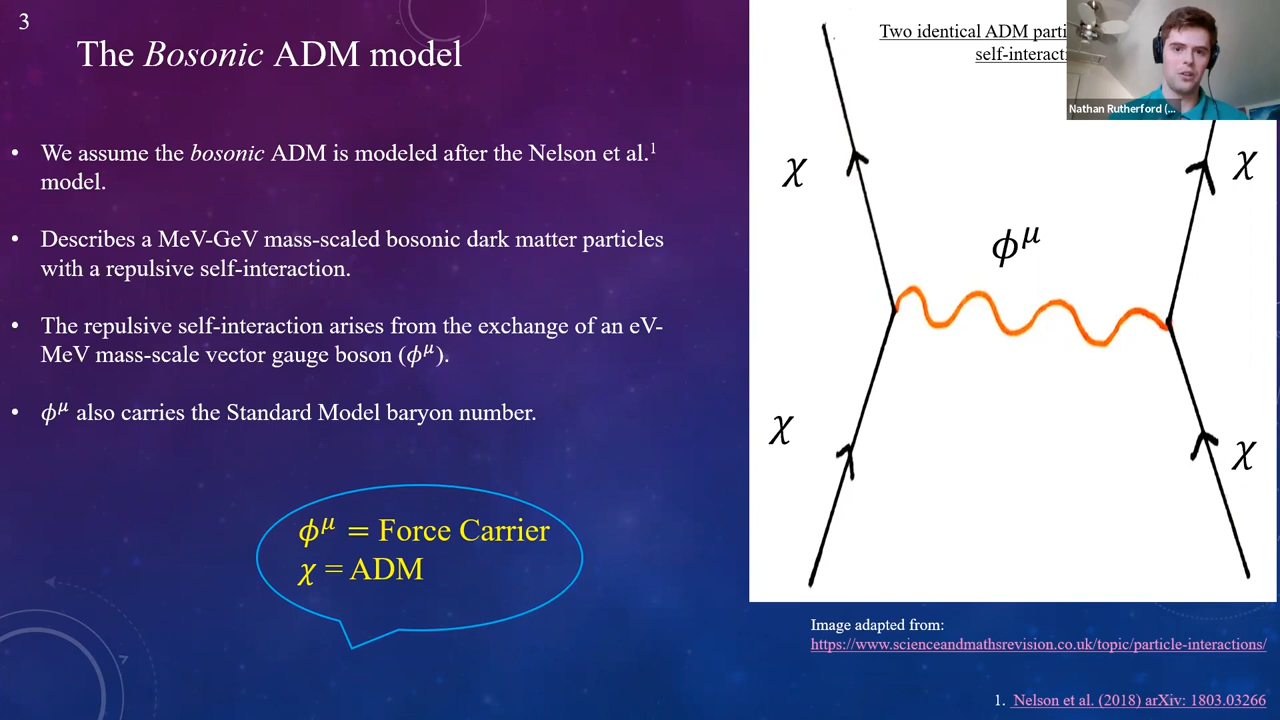 3
The Bosonic ADM model
• We assume the bosonic ADM is modeled after the Nelson et al.¹
model.
• Describes a MeV-GeV mass-scaled bosonic dark matter particles
with a repulsive self-interaction.
• The repulsive self-interaction arises from the exchange of an eV-
MeV mass-scale vector gauge boson (ϕ^μ).
• ϕ^μ also carries the Standard Model baryon number.
ϕ^μ = Force Carrier
χ = ADM
Two identical ADM
self-interact
Nathan Rutherford (...
χ
χ
ϕ^μ
χ
χ
Image adapted from:
https://www.scienceandmathsrevision.co.uk/topic/particle-interactions/
1. Nelson et al. (2018) arXiv: 1803.03266